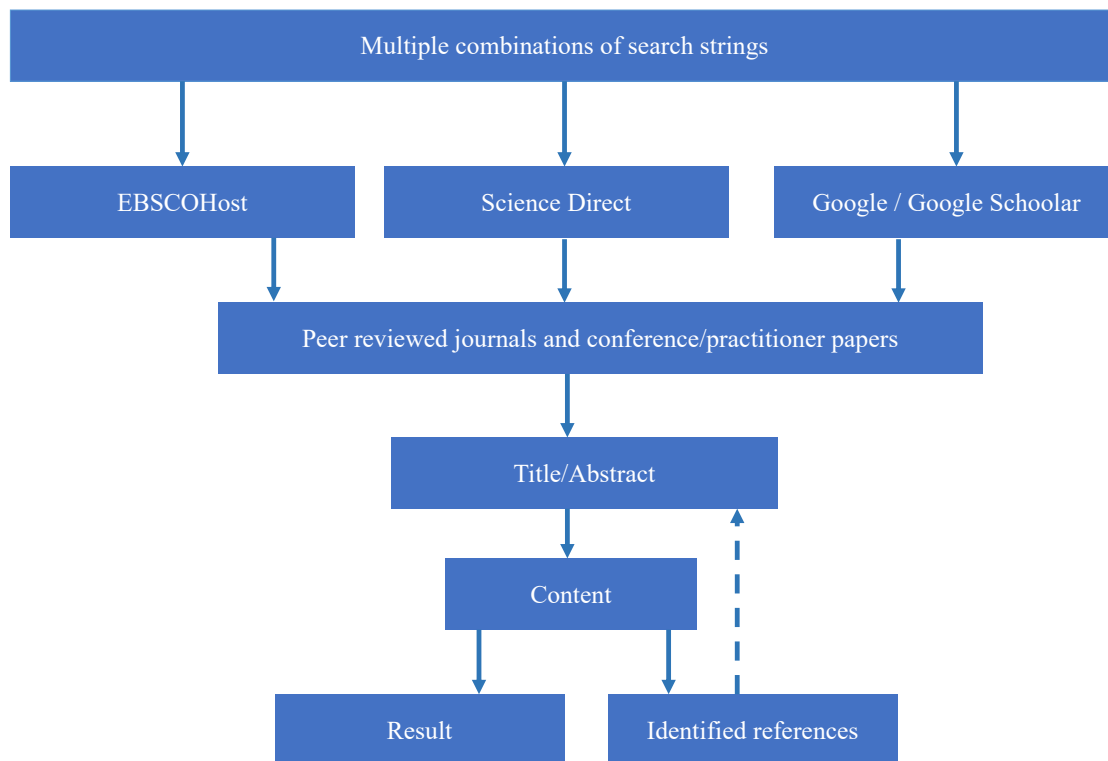 Multiple combinations of search strings
EBSCOHost
Science Direct
Google / Google Schoolar
Peer reviewed journals and conference/practitioner papers
Title/Abstract
Content
Result
Identified references